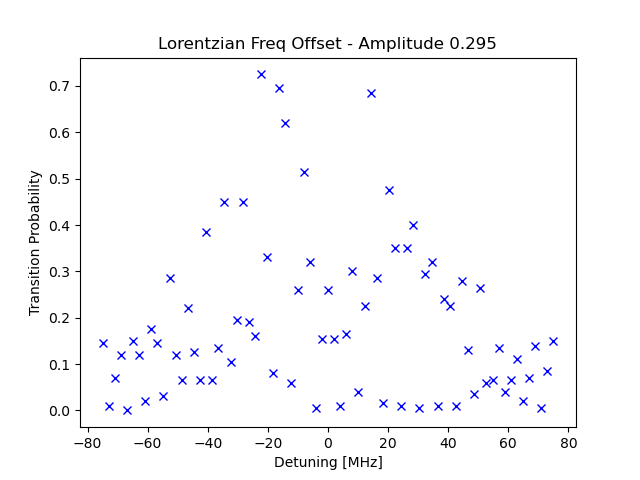 Lorentzian Freq Offset - Amplitude 0.295
Transition Probability
0.7
0.6
0.5
0.4
0.3
0.2
0.1
0.0
−80 −60 −40 −20 0 20 40 60 80
Detuning [MHz]